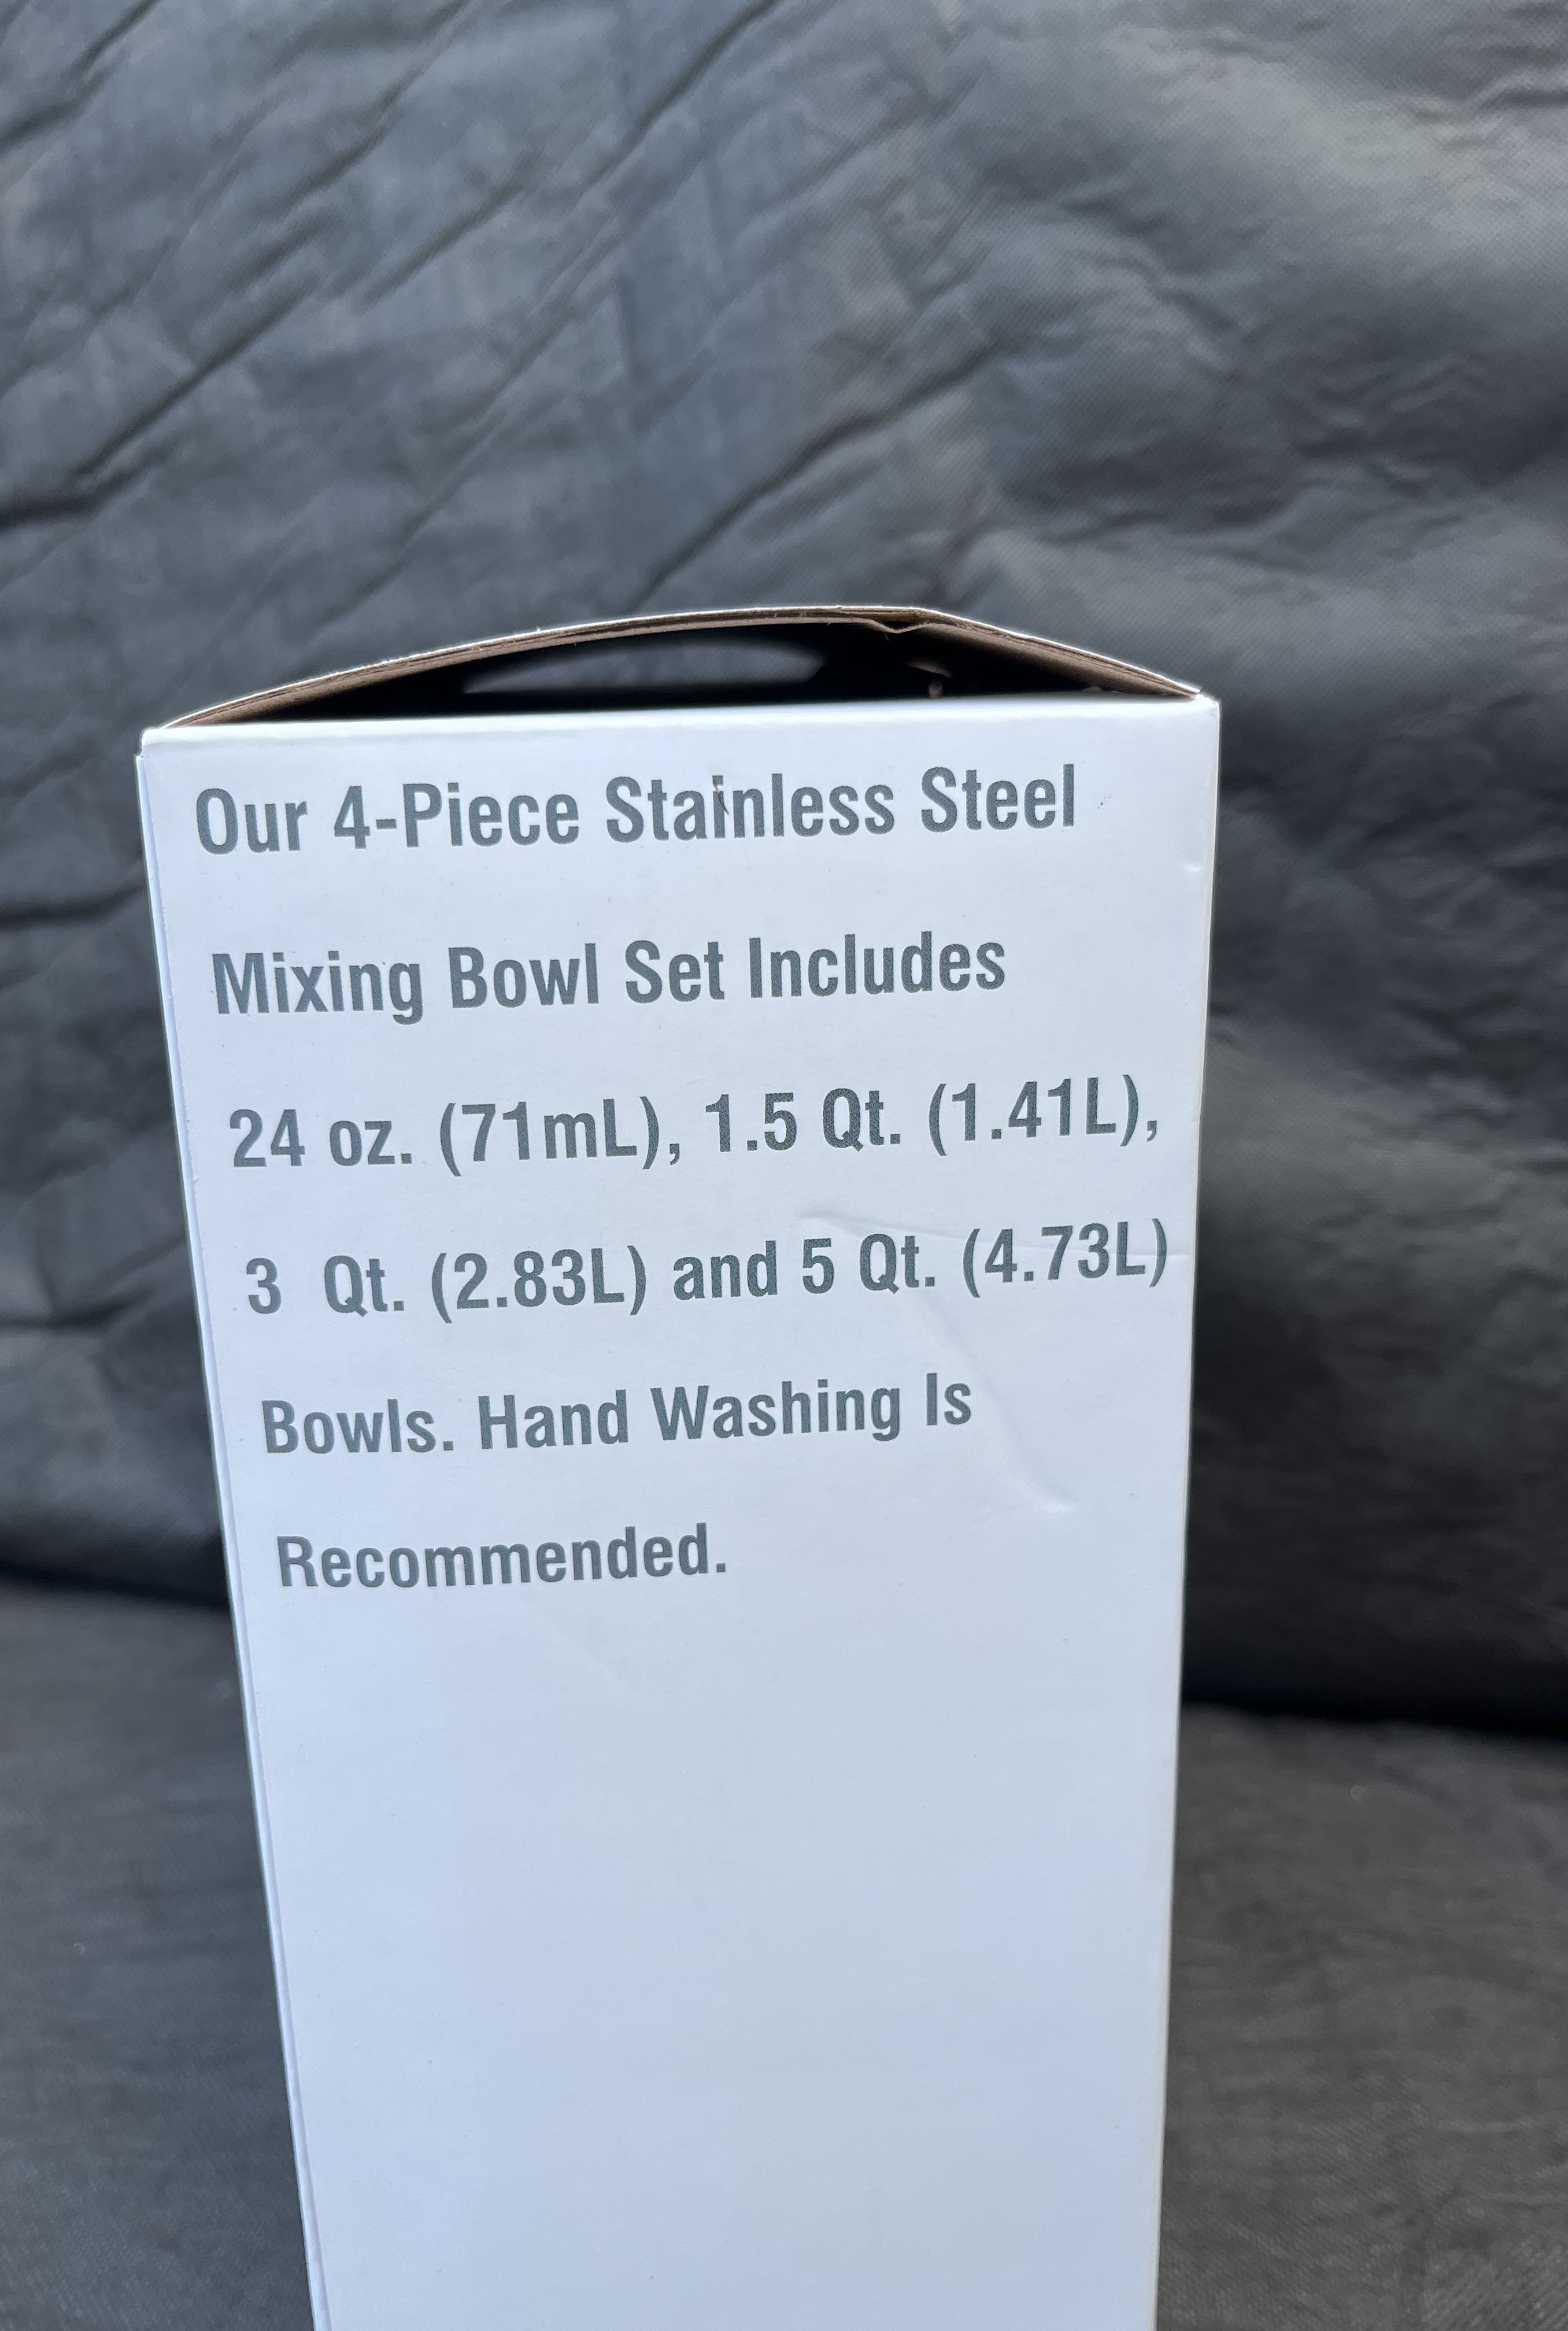 Our 4-Piece Stainless Steel
Mixing Bowl Set Includes
24 oz. (71mL), 1.5 Qt. (1.41L),
3 Qt. (2.83L) and 5 Qt. (4.73L)
Bowls. Hand Washing Is
Recommended.